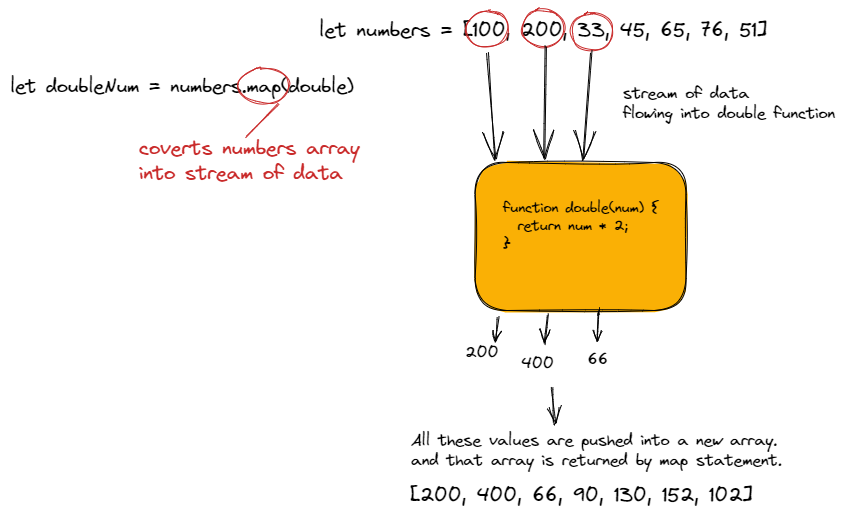 let numbers = [100, 200, 33, 45, 65, 76, 51]
let doubleNum = numbers.map(double)
stream of data
flowing into double function
coverts numbers array
into stream of data
function double(num) {
return num * 2;
}
200
400
66
All these values are pushed into a new array.
and that array is returned by map statement.
[200, 400, 66, 90, 130, 152, 102]